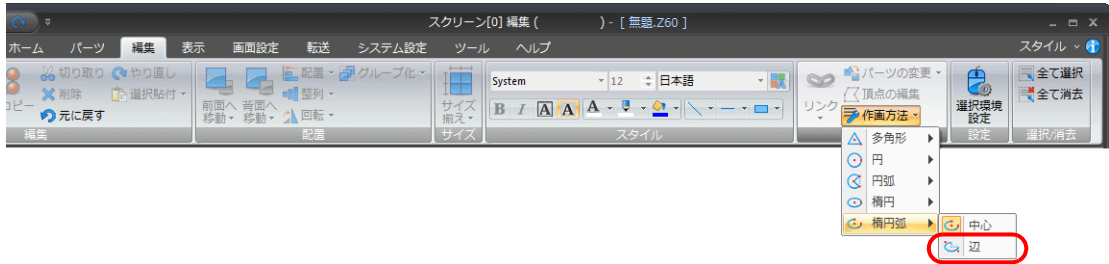 スクリーン[0] 編集 ( ) - [ 無題.Z60 ]
ホーム パーツ 編集 表示 画面設定 転送 システム設定 ツール ヘルプ スタイル
切り取り やり直し
コピー 削除 選択貼付
元に戻す
編集
前面へ移動 背面へ移動
配置 グループ化
整列
回転
配置
サイズ揃え
サイズ
System 12 日本語
B I A A A
スタイル
リンク
パーツの変更
頂点の編集
作画方法
選択環境設定
設定
全て選択
全て消去
選択/消去
多角形
円
円弧
楕円
楕円弧
中心
辺